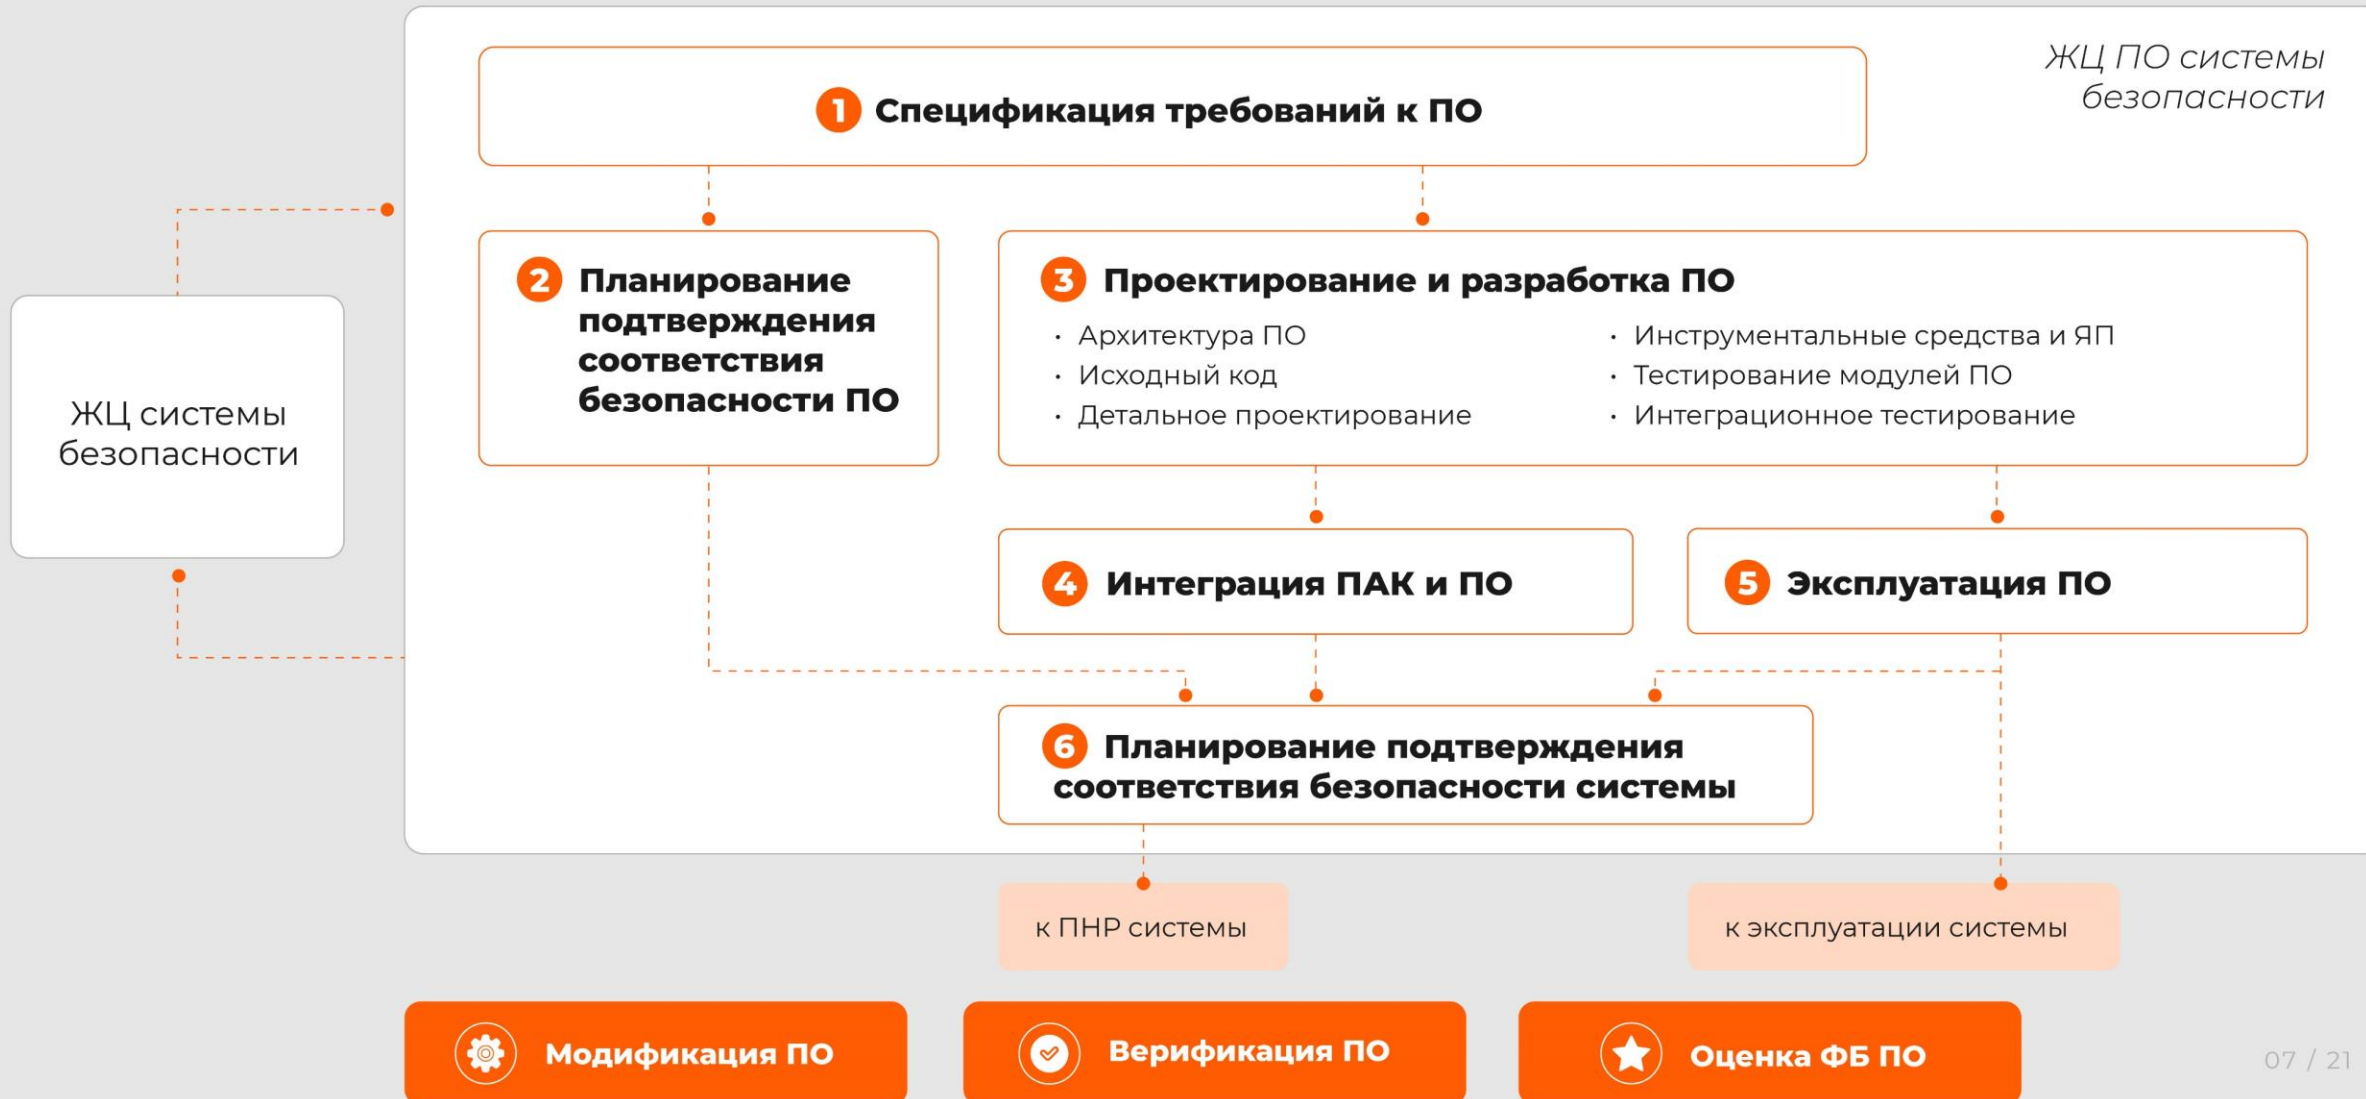 ЖЦ ПО системы
безопасности
1 Спецификация требований к ПО
ЖЦ системы
безопасности
2 Планирование
подтверждения
соответствия
безопасности ПО
3 Проектирование и разработка ПО
· Архитектура ПО
· Исходный код
· Детальное проектирование
· Инструментальные средства и ЯП
· Тестирование модулей ПО
· Интеграционное тестирование
4 Интеграция ПАК и ПО
5 Эксплуатация ПО
6 Планирование подтверждения
соответствия безопасности системы
к ПНР системы
к эксплуатации системы
Модификация ПО
Верификация ПО
Оценка ФБ ПО
07 / 21